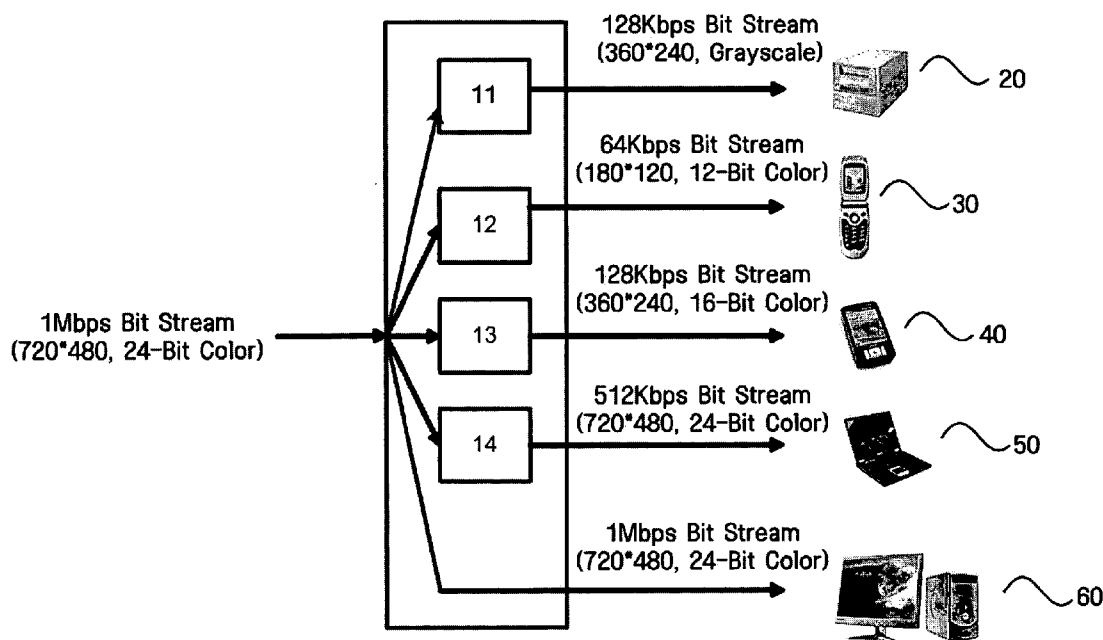 128Kbps Bit Stream
(360*240, Grayscale)
11
20
64Kbps Bit Stream
(180*120, 12-Bit Color)
12
30
128Kbps Bit Stream
(360*240, 16-Bit Color)
1Mbps Bit Stream
(720*480, 24-Bit Color)
13
40
512Kbps Bit Stream
(720*480, 24-Bit Color)
14
50
1Mbps Bit Stream
(720*480, 24-Bit Color)
60